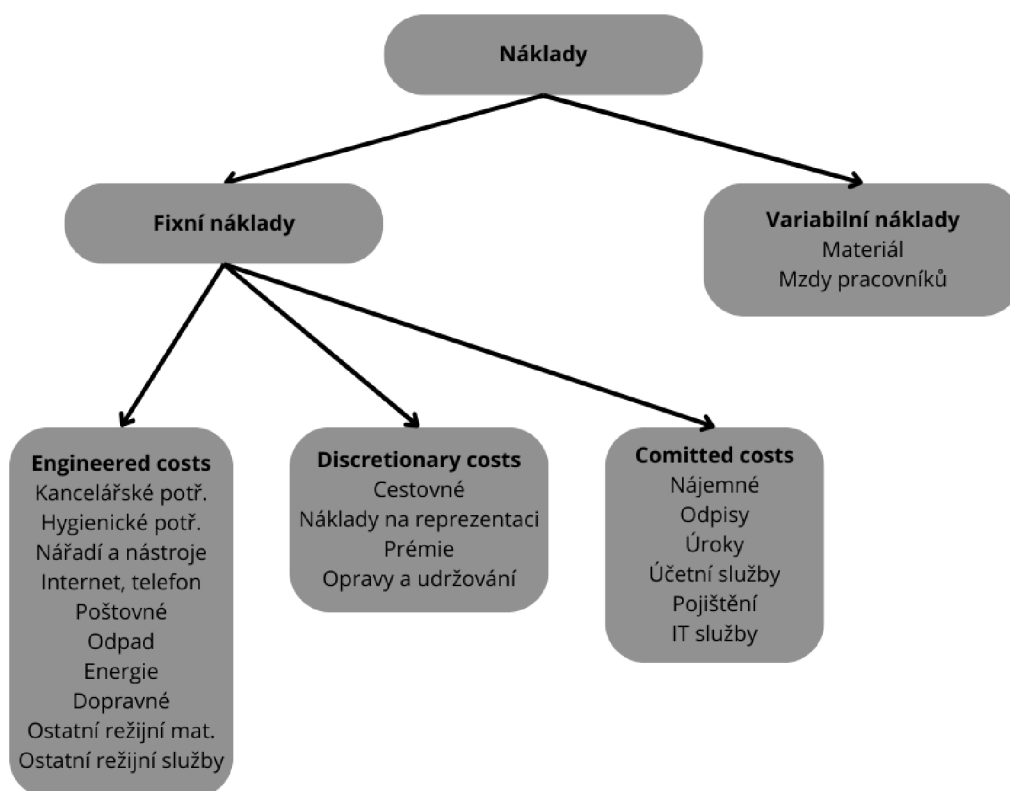 Náklady
Fixní náklady
Variabilní náklady
Materiál
Mzdy pracovníků
Engineered costs
Kancelářské potř.
Hygienické potř.
Nářadí a nástroje
Internet, telefon
Poštovné
Odpad
Energie
Dopravné
Ostatní režijní mat.
Ostatní režijní služby
Discretionary costs
Cestovné
Náklady na reprezentaci
Prémie
Opravy a udržování
Comitted costs
Nájemné
Odpisy
Úroky
Účetní služby
Pojištění
IT služby